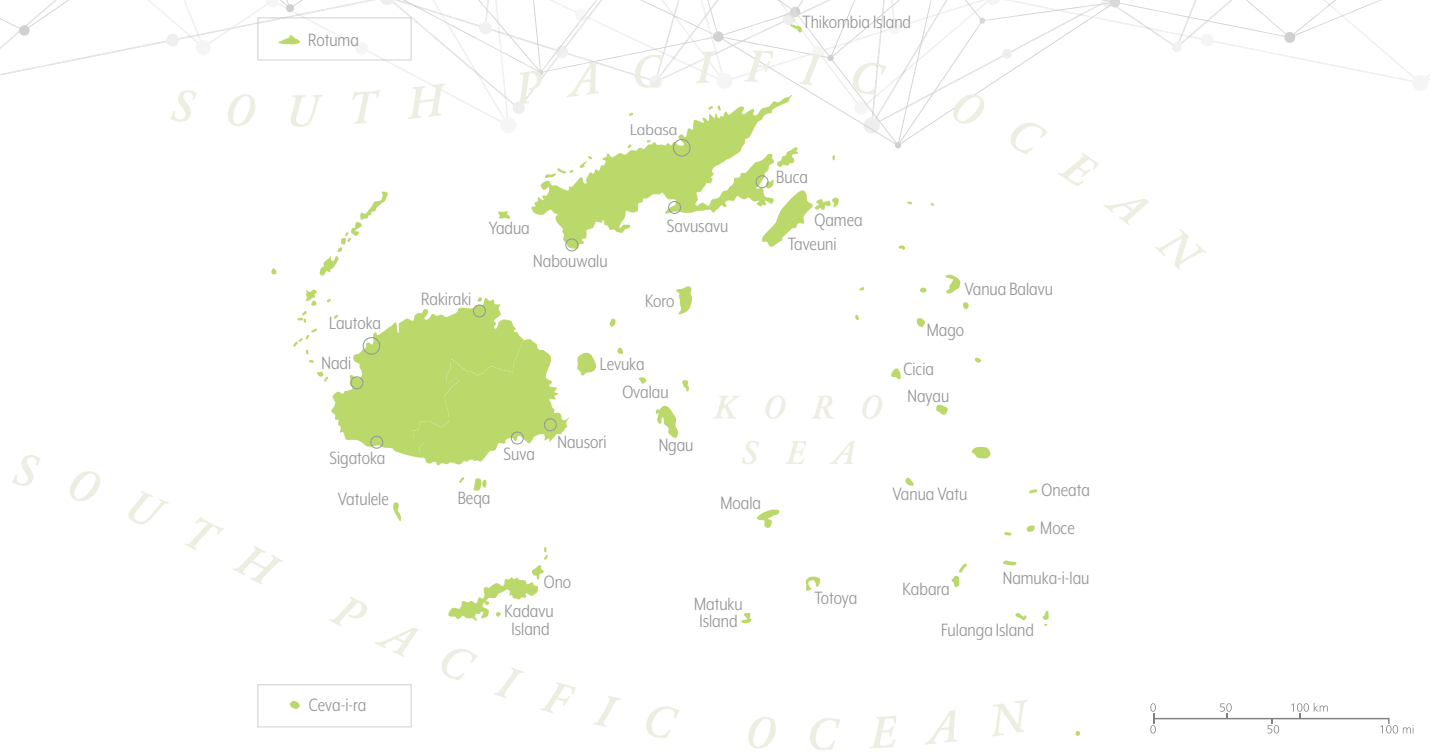 Thikombia Island
Rotuma
SOUTH PACIFIC OCEAN
Labasa
Buca
Yadua
Savusavu
Qamea
Taveuni
Nabouwalu
Vanua Balavu
Rakiraki
Koro
Lautoka
Mago
Nadi
Levuka
Cicia
Ovalau
Nayau
KORO
SEA
Nausori
Ngau
Suva
Sigatoka
Vatulele
Beqa
Vanua Vatu
Oneata
Moala
Moce
SOUTH PACIFIC OCEAN
Ono
Namuka-i-lau
Kabara
Totoya
Matuku
Island
Kadavu
Island
Fulanga Island
Ceva-i-ra
0 50 100 km
0 50 100 mi